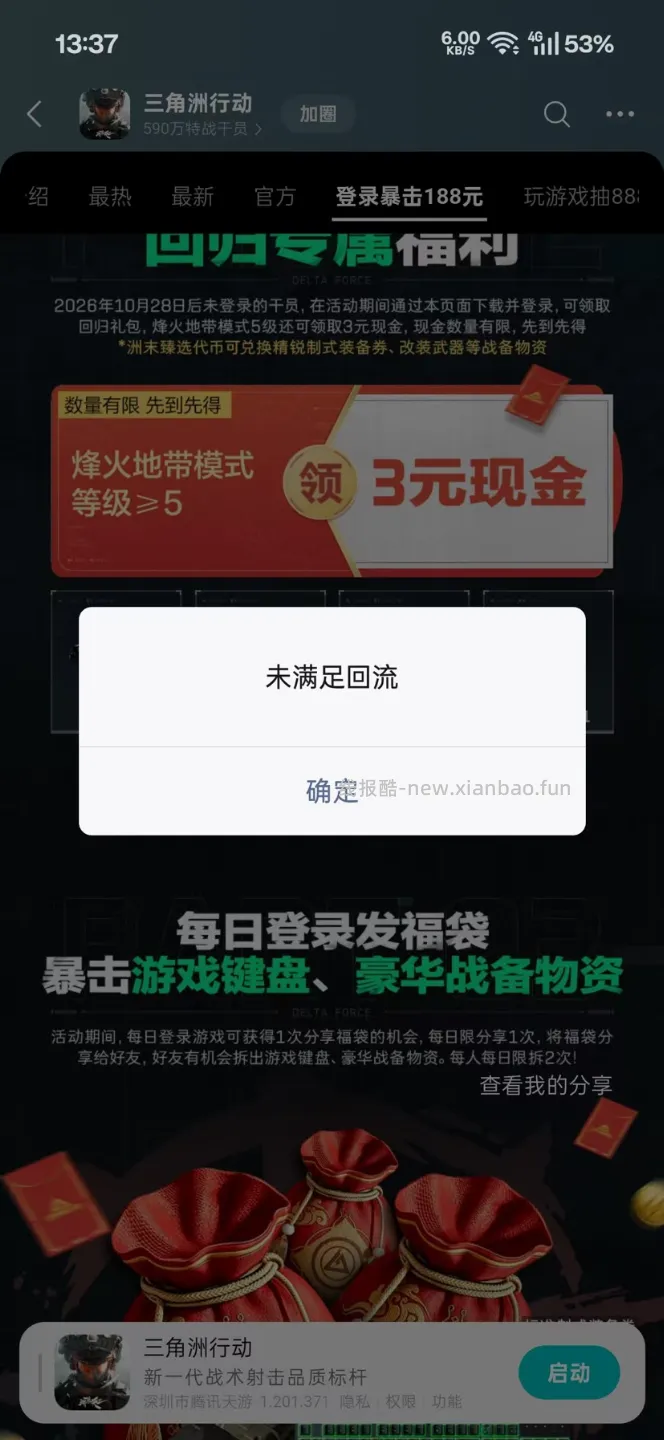 13:37
6.00 KB/S 4G 53%
三角洲行动
590万特战干员
加圈
绍 最热 最新 官方 登录暴击188元 玩游戏抽88
回归专属福利
DELTA FORCE
2026年10月28日后未登录的干员，在活动期间通过本页面下载并登录，可领取
回归礼包，烽火地带模式5级还可领取3元现金，现金数量有限，先到先得
*洲末臻选代币可兑换精锐制式装备券、改装武器等战备物资
数量有限 先到先得
烽火地带模式
等级≥5
领
3元现金
未满足回流
确定
报酷-new.xianbao.fun
每日登录发福袋
暴击游戏键盘、豪华战备物资
DELTA FORCE
活动期间，每日登录游戏可获得1次分享福袋的机会，每日限分享1次，将福袋分
享给好友，好友有机会拆出游戏键盘、豪华战备物资。每人每日限拆2次！
查看我的分享
三角洲行动
新一代战术射击品质标杆
深圳市腾讯天游 1.201.371 隐私 权限 功能
启动